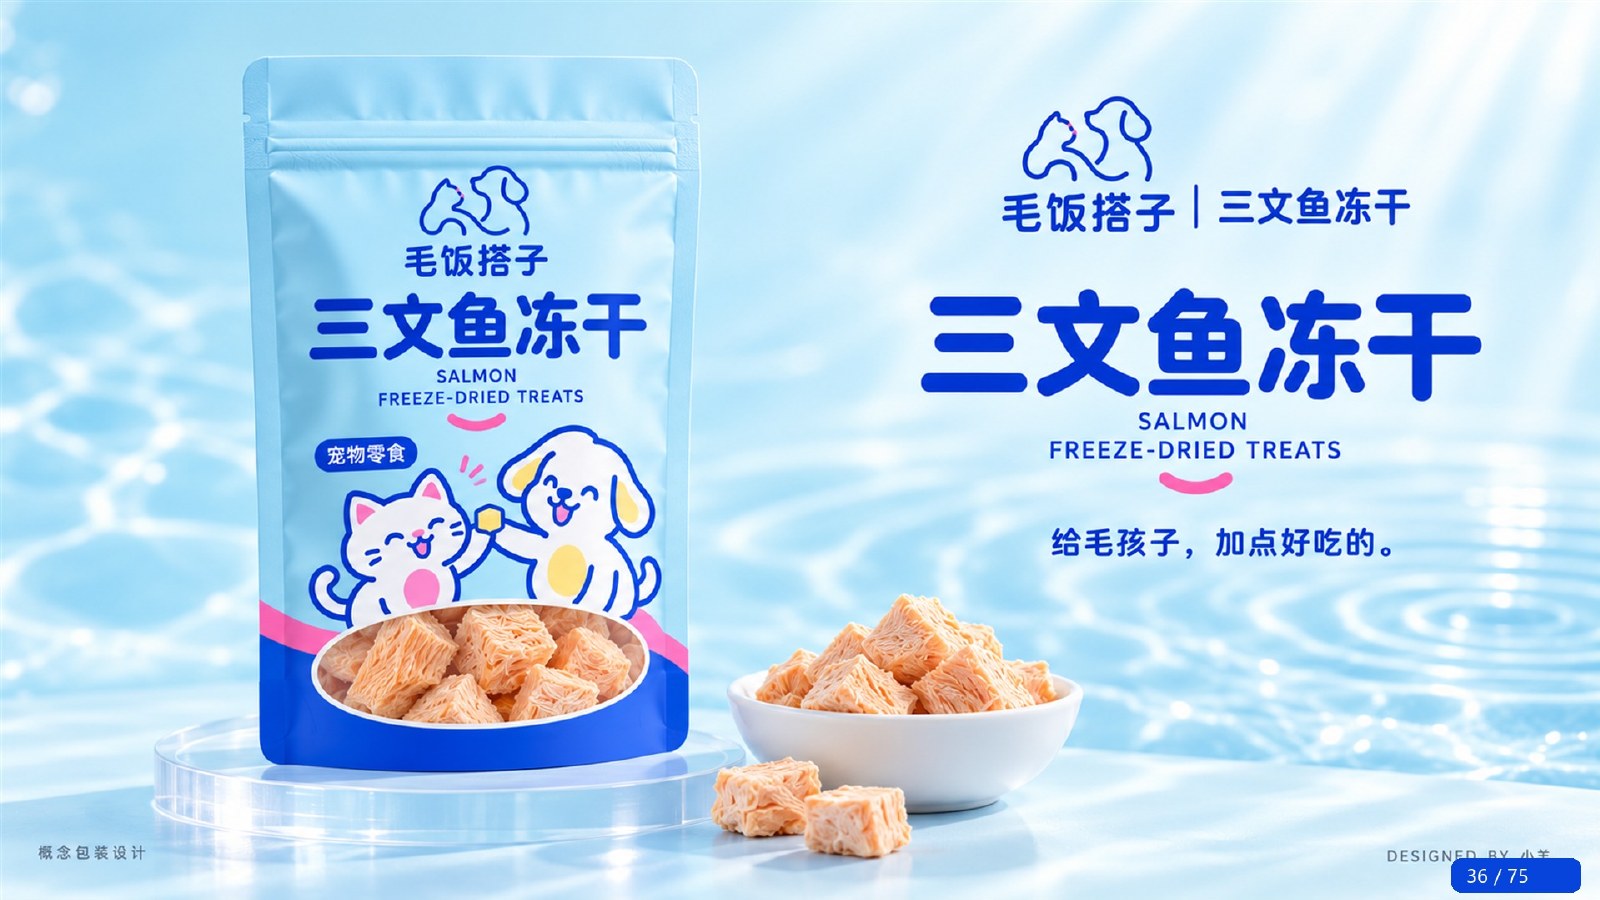 毛饭搭子
三文鱼冻干
SALMON
FREEZE-DRIED TREATS
宠物零食
毛饭搭子 | 三文鱼冻干
三文鱼冻干
SALMON
FREEZE-DRIED TREATS
给毛孩子，加点好吃的。
概念包装设计
DESIGNED BY 小羊
36 / 75